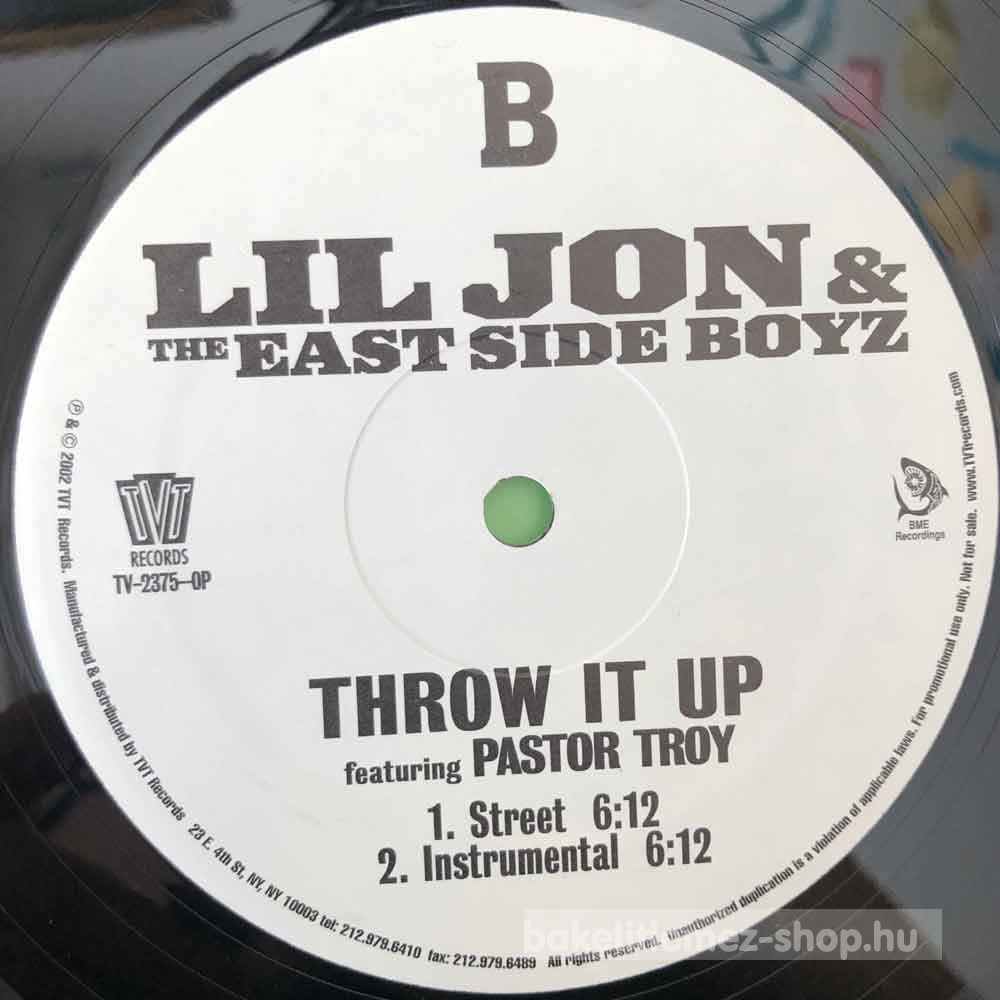 B
LIL JON &
THE EAST SIDE BOYZ
TVT
RECORDS
TV-2375-0P
BME
Recordings
THROW IT UP
featuring PASTOR TROY
1. Street 6:12
2. Instrumental 6:12
℗ & © 2002 TVT Records. Manufactured & distributed by TVT Records 23 E. 4th St, NY, NY 10003 tel: 212.979.6410 fax: 212.979.6489 All rights reserved. Unauthorized duplication is a violation of applicable laws. For promotional use only. Not for sale. www.TVTrecords.com
bakelitlemez-shop.hu